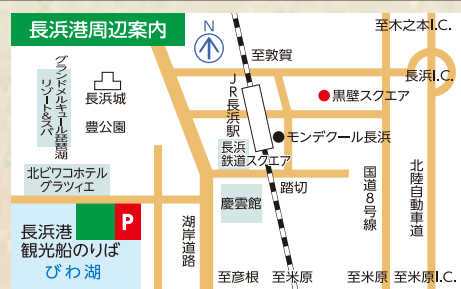 長浜港周辺案内
N
至木之本I.C.
至敦賀
長浜I.C.
グランドメルキュール琵琶湖
リゾート&スパ
長浜城
豊公園
JR長浜駅
黒壁スクエア
モンデクール長浜
長浜
鉄道スクエア
北ビワコホテル
グラツィエ
慶雲館
踏切
国道8号線
北陸自動車道
P
長浜港
観光船のりば
びわ湖
湖岸道路
至彦根
至米原
至米原
至米原I.C.